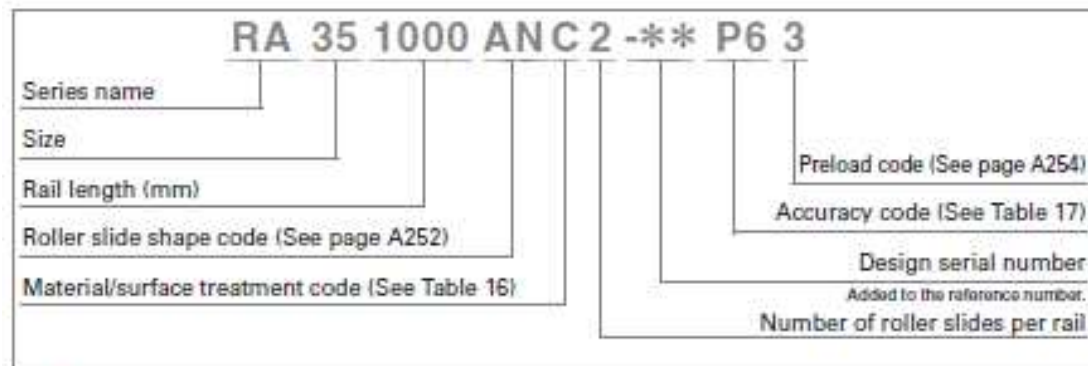 RA 35 1000 AN C 2 -** P6 3
Series name
Size
Preload code (See page A254)
Rail length (mm)
Accuracy code (See Table 17)
Roller slide shape code (See page A252)
Design serial number
Material/surface treatment code (See Table 16)
Added to the reference number.
Number of roller slides per rail